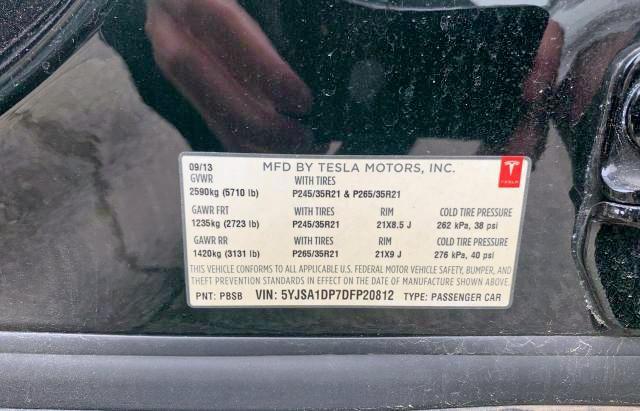 09/13 MFD BY TESLA MOTORS, INC.
TESLA
GVWR WITH TIRES
2590kg (5710 lb) P245/35R21 & P265/35R21
GAWR FRT WITH TIRES RIM COLD TIRE PRESSURE
1235kg (2723 lb) P245/35R21 21X8.5 J 262 kPa, 38 psi
GAWR RR WITH TIRES RIM COLD TIRE PRESSURE
1420kg (3131 lb) P265/35R21 21X9 J 276 kPa, 40 psi
THIS VEHICLE CONFORMS TO ALL APPLICABLE U.S. FEDERAL MOTOR VEHICLE SAFETY, BUMPER, AND
THEFT PREVENTION STANDARDS IN EFFECT ON THE DATE OF MANUFACTURE SHOWN ABOVE.
PNT: PBSB VIN: 5YJSA1DP7DFP20812 TYPE: PASSENGER CAR